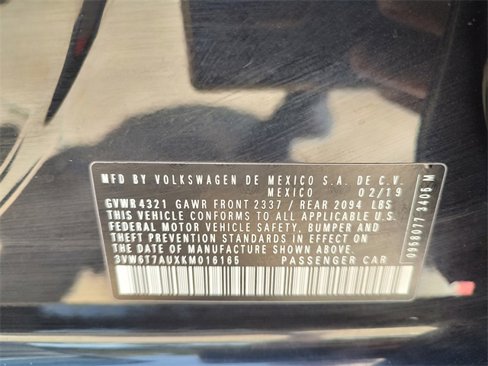 MFD BY VOLKSWAGEN DE MEXICO S.A. DE C.V.
MEXICO 02/19
GVWR 4321 GAWR FRONT 2337 / REAR 2094 LBS
THIS VEHICLE CONFORMS TO ALL APPLICABLE U.S.
FEDERAL MOTOR VEHICLE SAFETY, BUMPER AND
THEFT PREVENTION STANDARDS IN EFFECT ON THE
DATE OF MANUFACTURE SHOWN ABOVE
3VW6T7AUXKM016165 PASSENGER CAR
0956077 3406 M